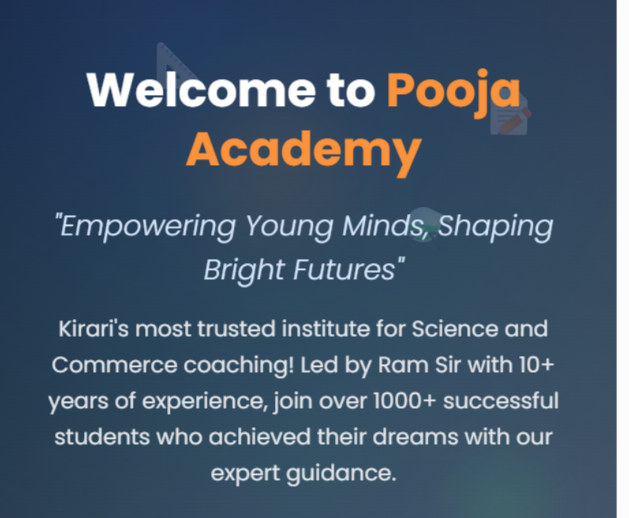 Welcome to Pooja
Academy
"Empowering Young Minds, Shaping
Bright Futures"
Kirari's most trusted institute for Science and
Commerce coaching! Led by Ram Sir with 10+
years of experience, join over 1000+ successful
students who achieved their dreams with our
expert guidance.